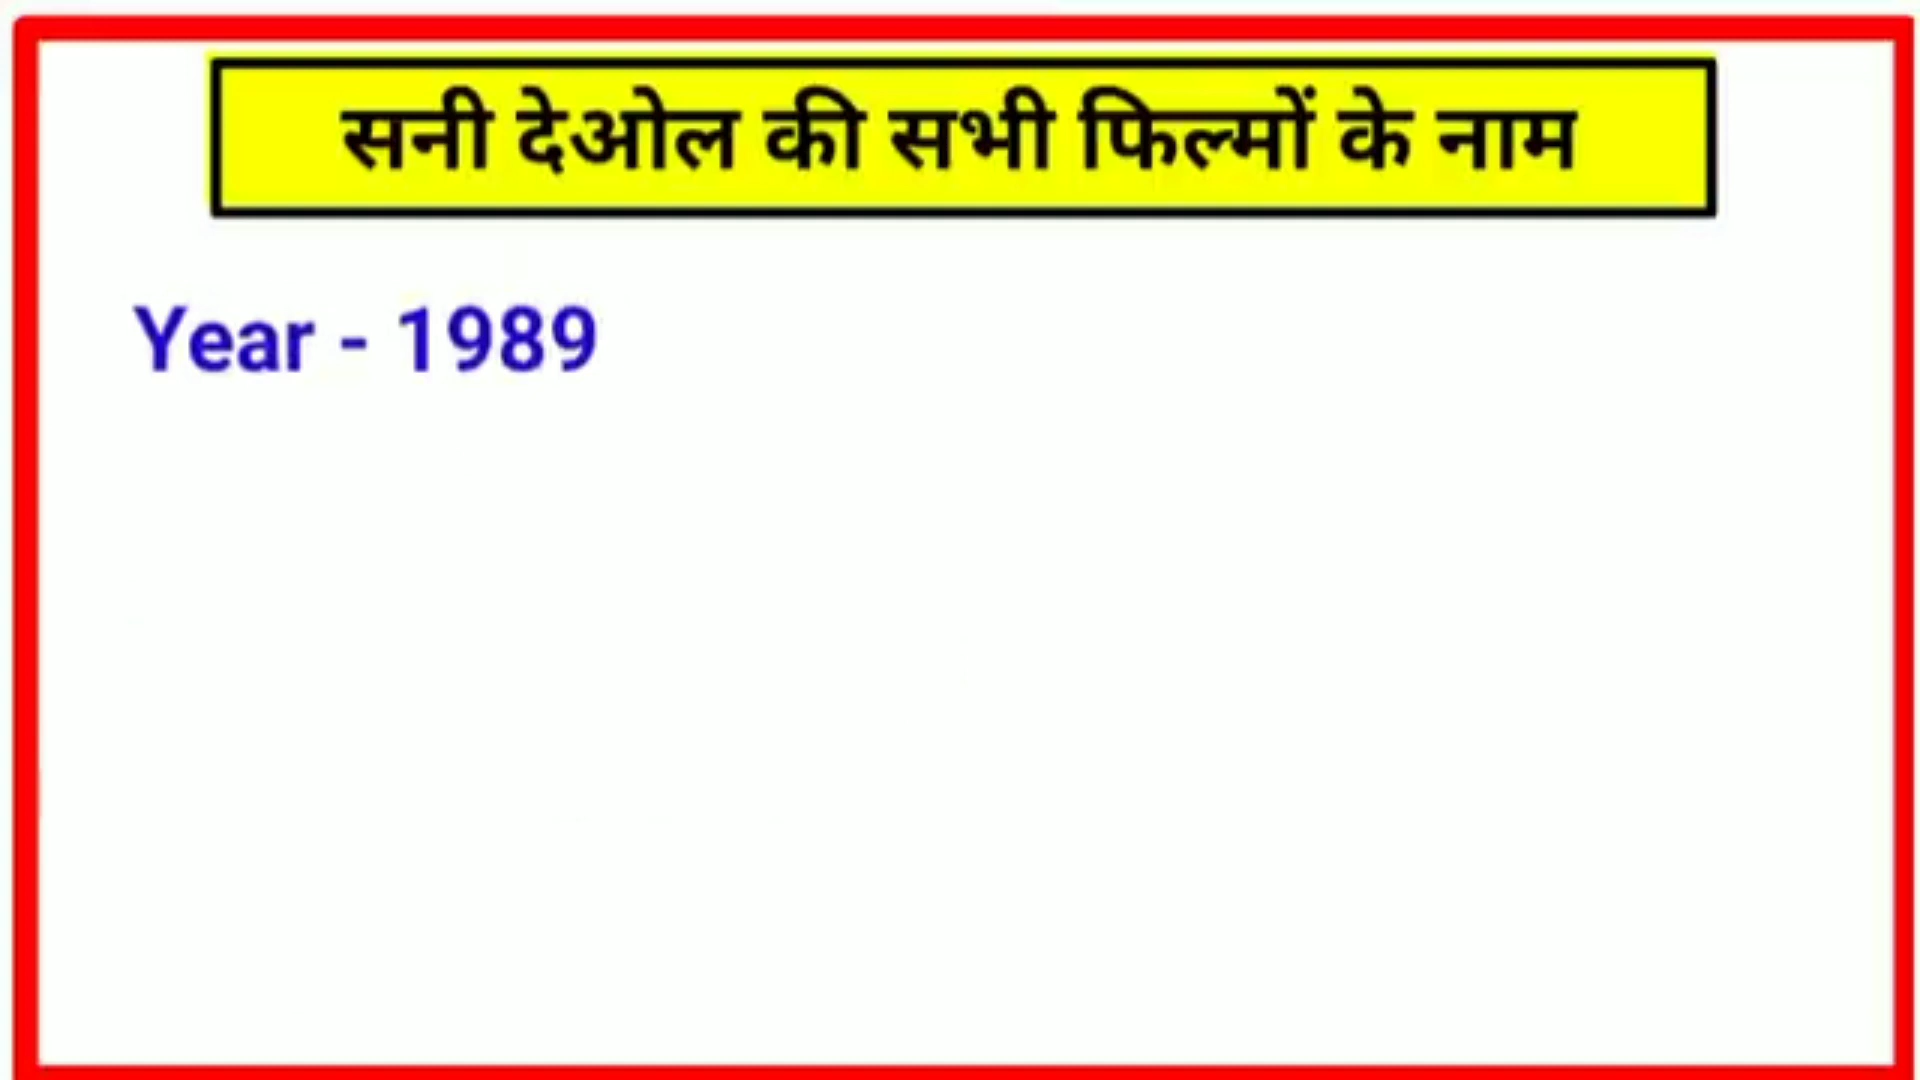 सनी देओल की सभी फिल्मों के नाम
Year - 1989